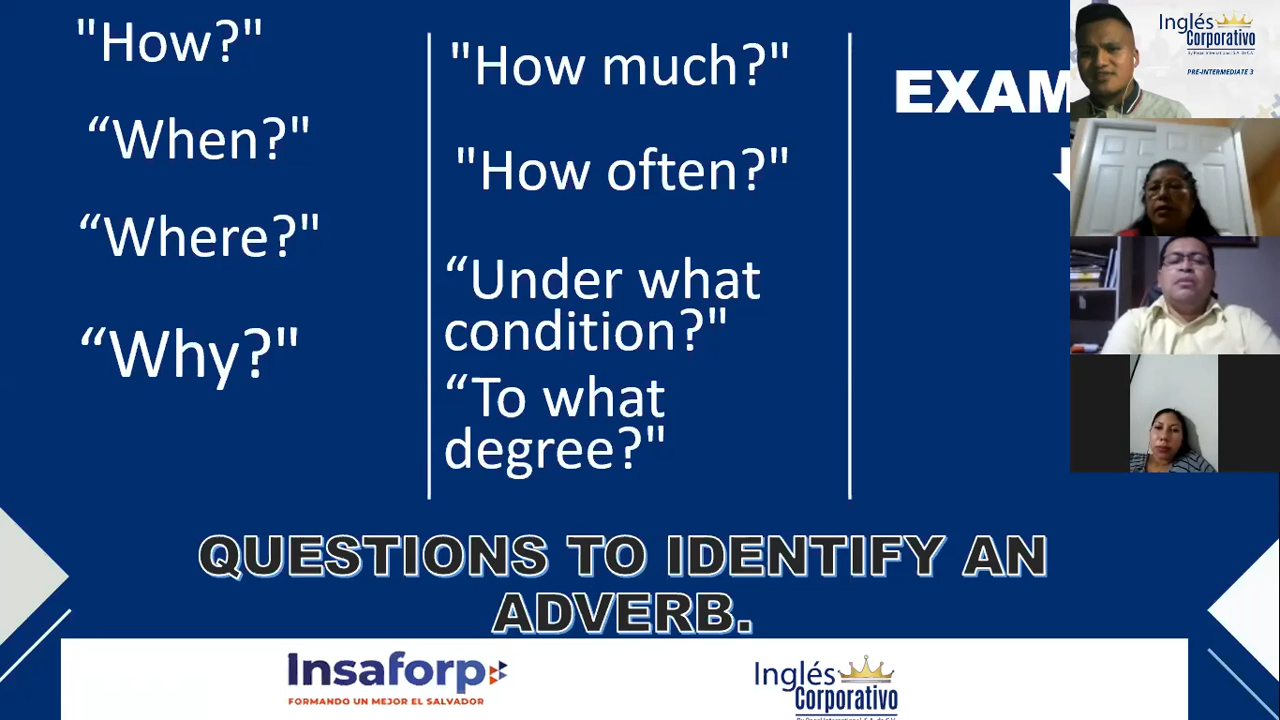 "How?"
“When?"
“Where?"
“Why?"
"How much?"
"How often?"
“Under what
condition?"
“To what
degree?"
EXAM
QUESTIONS TO IDENTIFY AN
ADVERB.
Insaforp
FORMANDO UN MEJOR EL SALVADOR
Inglés
Corporativo
Inglés
Corporativo
PRE-INTERMEDIATE 3